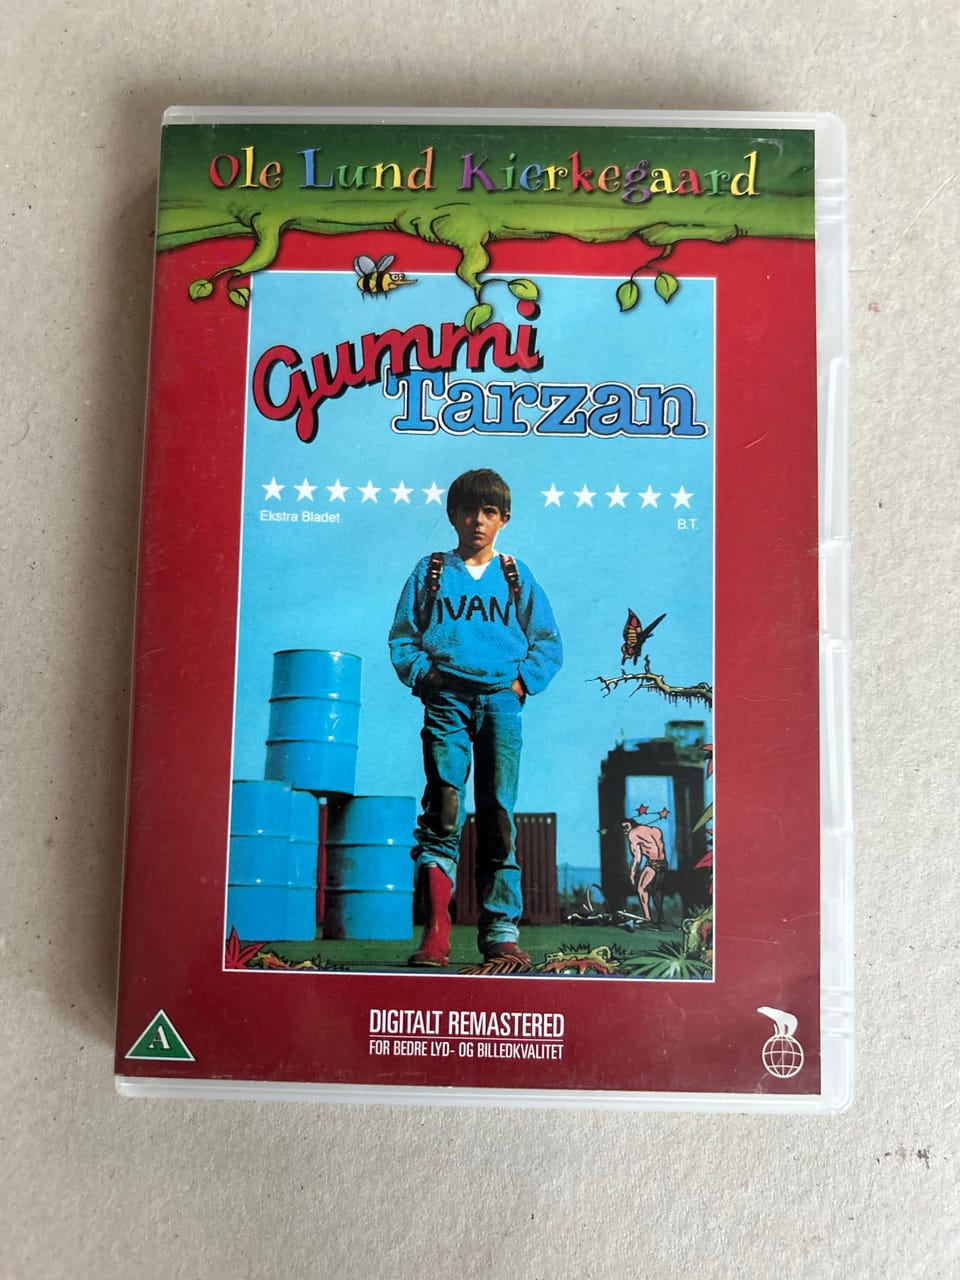 Ole Lund Kierkegaard
Gummi
Tarzan
Ekstra Bladet
B.T.
IVAN
DIGITALT REMASTERED
FOR BEDRE LYD- OG BILLEDKVALITET
A